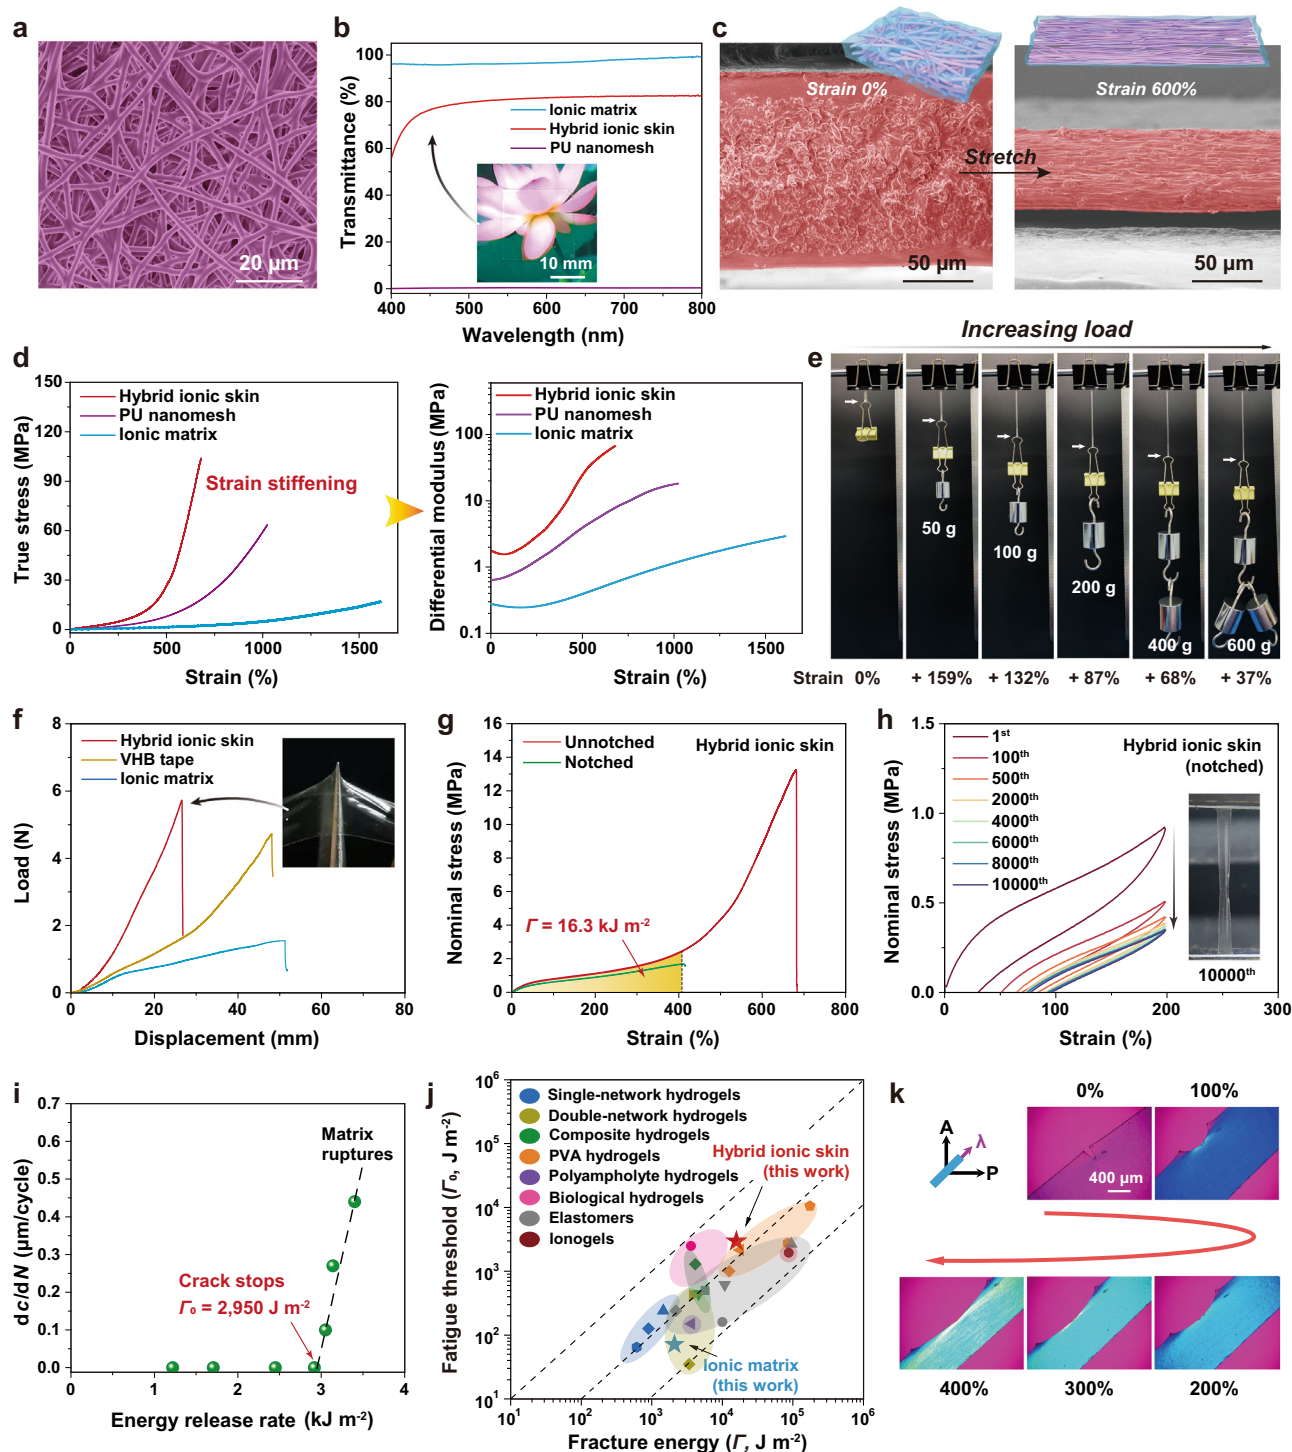 a
20 µm
b
Transmittance (%)
100
80
60
40
20
0
Ionic matrix
Hybrid ionic skin
PU nanomesh
10 mm
400
500
600
700
800
Wavelength (nm)
c
Strain 0%
Stretch
50 µm
Strain 600%
50 µm
d
True stress (MPa)
150
120
90
60
30
0
Hybrid ionic skin
PU nanomesh
Ionic matrix
Strain stiffening
0
500
1000
1500
Strain (%)
Differential modulus (MPa)
100
10
1
0.1
Hybrid ionic skin
PU nanomesh
Ionic matrix
0
500
1000
1500
Strain (%)
e
Increasing load
50 g
100 g
200 g
400 g
600 g
Strain 0% + 159% + 132% + 87% + 68% + 37%
f
Load (N)
8
6
4
2
0
Hybrid ionic skin
VHB tape
Ionic matrix
0
20
40
60
80
Displacement (mm)
g
Nominal stress (MPa)
16
14
12
10
8
6
4
2
0
Unnotched
Notched
Hybrid ionic skin
Γ = 16.3 kJ m⁻²
0
200
400
600
800
Strain (%)
h
Nominal stress (MPa)
1.5
1.0
0.5
0.0
1st
100th
500th
2000th
4000th
6000th
8000th
10000th
Hybrid ionic skin
(notched)
10000th
0
100
200
300
Strain (%)
i
dc/dN (µm/cycle)
0.7
0.6
0.5
0.4
0.3
0.2
0.1
0.0
Matrix
ruptures
Crack stops
Γ₀ = 2,950 J m⁻²
0
1
2
3
4
Energy release rate (kJ m⁻²)
j
Fatigue threshold (Γ₀, J m⁻²)
10⁶
10⁵
10⁴
10³
10²
10¹
Single-network hydrogels
Double-network hydrogels
Composite hydrogels
PVA hydrogels
Polyampholyte hydrogels
Biological hydrogels
Elastomers
Ionogels
Hybrid ionic skin
(this work)
Ionic matrix
(this work)
10¹
10²
10³
10⁴
10⁵
10⁶
Fracture energy (Γ, J m⁻²)
k
A
λ
P
0%
100%
400 µm
400%
300%
200%